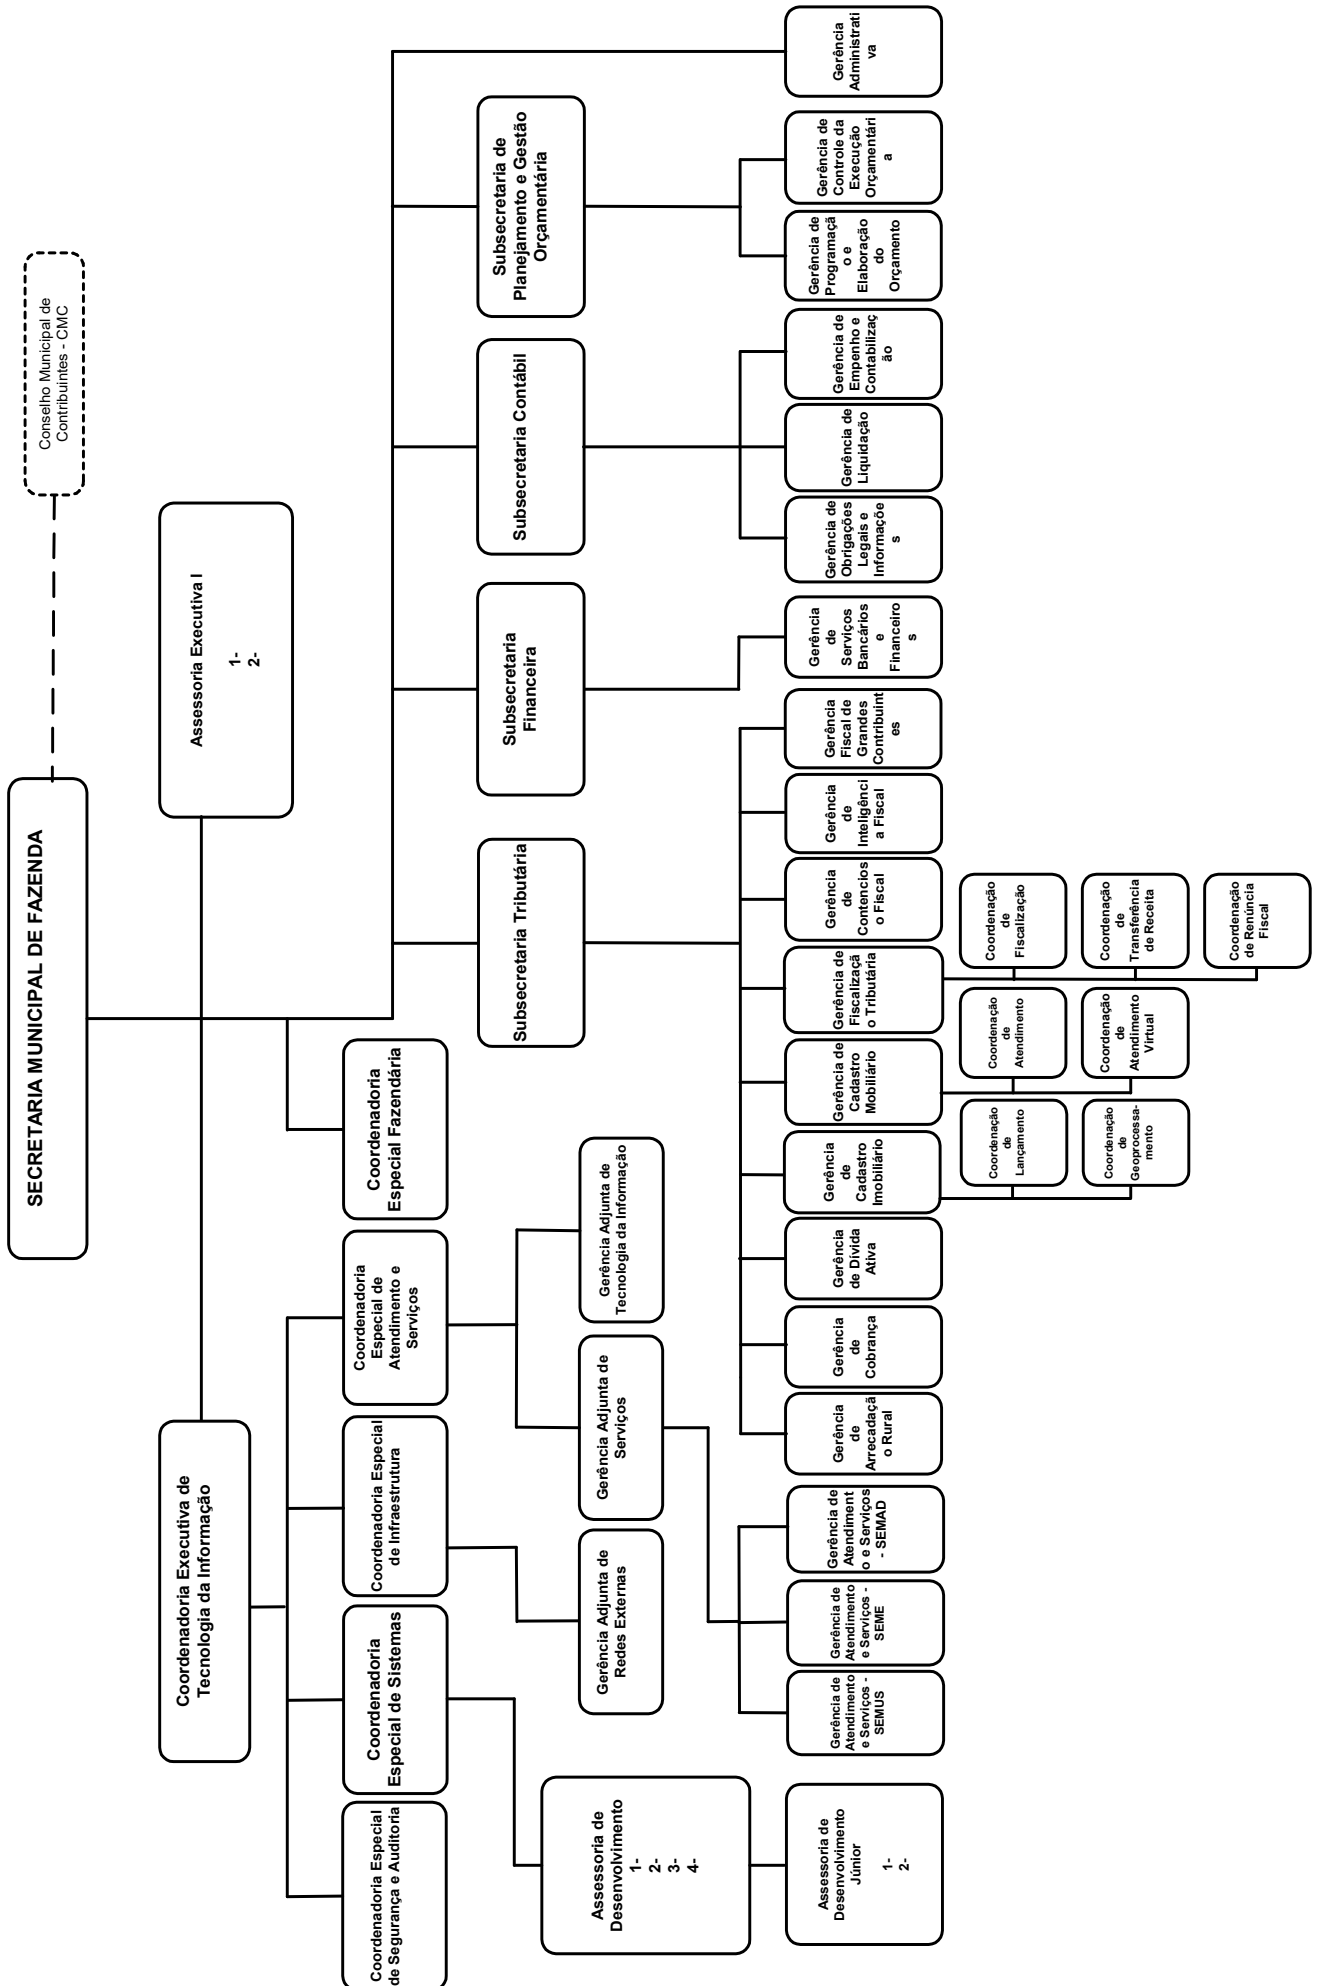 SECRETARIA MUNICIPAL DE FAZENDA
Conselho Municipal de
Contribuintes - CMC
Coordenadoria Executiva de
Tecnologia da Informação
Assessoria Executiva I
1-
2-
Coordenadoria Especial
de Segurança e Auditoria
Coordenadoria
Especial de Sistemas
Coordenadoria Especial
de Infraestrutura
Coordenadoria
Especial de
Atendimento e
Serviços
Coordenadoria
Especial Fazendária
Subsecretaria Tributária
Subsecretaria
Financeira
Subsecretaria Contábil
Subsecretaria de
Planejamento e Gestão
Orçamentária
Assessoria de
Desenvolvimento
1-
2-
3-
4-
Gerência Adjunta de
Redes Externas
Gerência Adjunta de
Serviços
Gerência Adjunta de
Tecnologia da Informação
Assessoria de
Desenvolvimento
Júnior
1-
2-
Gerência de
Atendimento
e Serviços -
SEMUS
Gerência de
Atendimento
e Serviços -
SEME
Gerência de
Atendiment
o e Serviços
- SEMAD
Gerência
de
Arrecadaçã
o Rural
Gerência
de
Cobrança
Gerência
de Dívida
Ativa
Gerência
de
Cadastro
Imobiliário
Gerência de
Cadastro
Mobiliário
Gerência de
Fiscalizaçã
o Tributária
Gerência
de
Contencios
o Fiscal
Gerência
de
Inteligênci
a Fiscal
Gerência
Fiscal de
Grandes
Contribuint
es
Gerência
de
Serviços
Bancários
e
Financeiro
s
Gerência de
Obrigações
Legais e
Informaçõe
s
Gerência de
Liquidação
Gerência de
Empenho e
Contabilizaç
ão
Gerência de
Programaçã
o e
Elaboração
do
Orçamento
Gerência de
Controle da
Execução
Orçamentári
a
Gerência
Administrati
va
Coordenação
de
Lançamento
Coordenação
de
Atendimento
Coordenação
de
Fiscalização
Coordenação
de
Geoprocessa-
mento
Coordenação
de
Atendimento
Virtual
Coordenação
de
Transferência
de Receita
Coordenação
de Renúncia
Fiscal